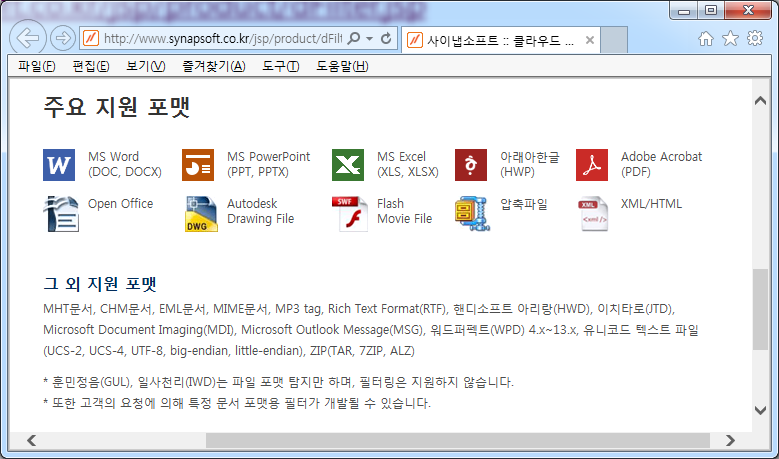 t.co.kr/jsp/product/dFilter.jsp
http://www.synapsoft.co.kr/jsp/product/dFilt
사이냅소프트 :: 클라우드 ...
파일(F) 편집(E) 보기(V) 즐겨찾기(A) 도구(T) 도움말(H)
주요 지원 포맷
W
MS Word
(DOC, DOCX)
MS PowerPoint
(PPT, PPTX)
X
MS Excel
(XLS, XLSX)
ㅎ
아래아한글
(HWP)
Adobe Acrobat
(PDF)
Open Office
DWG
Autodesk
Drawing File
SWF
Flash
Movie File
압축파일
XML
<xml />
XML/HTML
그 외 지원 포맷
MHT문서, CHM문서, EML문서, MIME문서, MP3 tag, Rich Text Format(RTF), 핸디소프트 아리랑(HWD), 이치타로(JTD),
Microsoft Document Imaging(MDI), Microsoft Outlook Message(MSG), 워드퍼펙트(WPD) 4.x~13.x, 유니코드 텍스트 파일
(UCS-2, UCS-4, UTF-8, big-endian, little-endian), ZIP(TAR, 7ZIP, ALZ)
* 훈민정음(GUL), 일사천리(IWD)는 파일 포맷 탐지만 하며, 필터링은 지원하지 않습니다.
* 또한 고객의 요청에 의해 특정 문서 포맷용 필터가 개발될 수 있습니다.